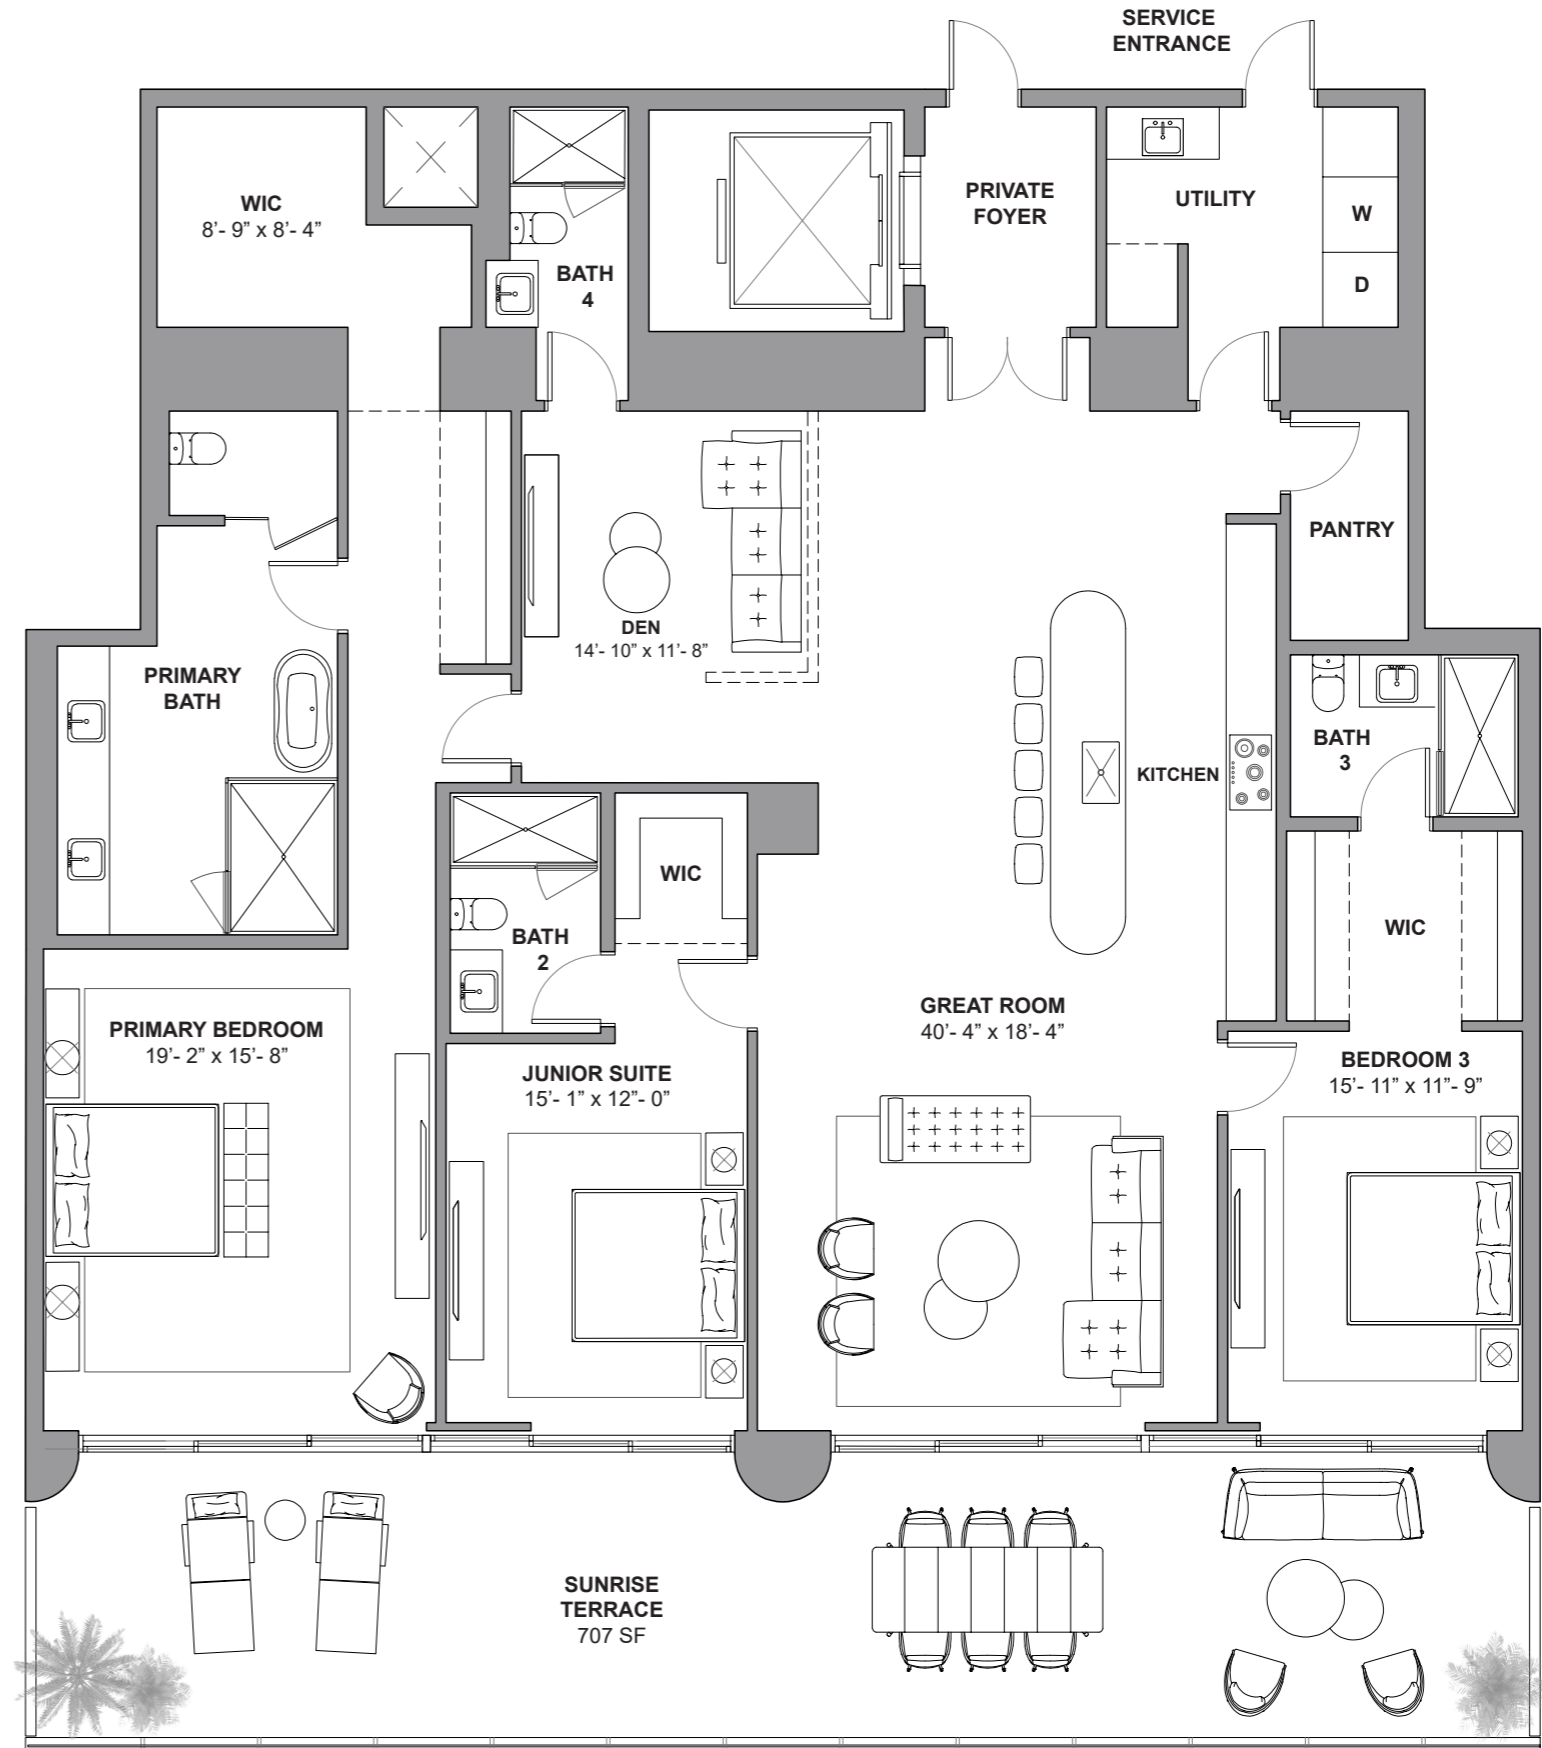 SERVICE
ENTRANCE
WIC
8’- 9” x 8’- 4”
BATH
4
PRIVATE
FOYER
UTILITY
W
D
PANTRY
DEN
14’- 10” x 11’- 8”
PRIMARY
BATH
BATH
3
KITCHEN
WIC
BATH
2
WIC
GREAT ROOM
40’- 4” x 18’- 4”
PRIMARY BEDROOM
19’- 2” x 15’- 8”
JUNIOR SUITE
15’- 1” x 12”- 0”
BEDROOM 3
15’- 11” x 11”- 9”
SUNRISE
TERRACE
707 SF